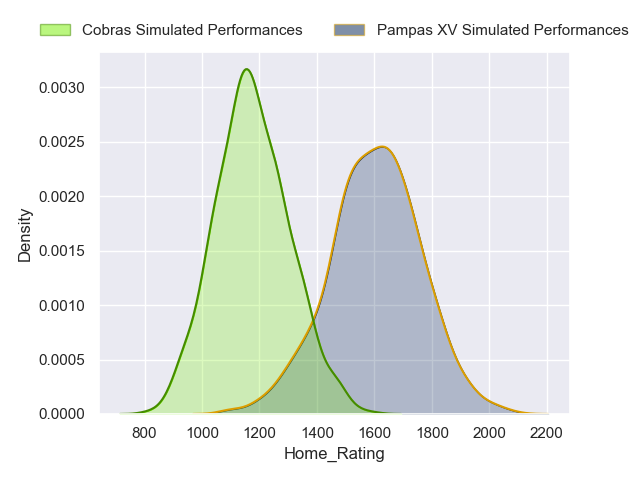 Cobras Simulated Performances Pampas XV Simulated Performances
0.0030
0.0025
0.0020
0.0015
0.0010
0.0005
0.0000
Density
800 1000 1200 1400 1600 1800 2000 2200
Home_Rating